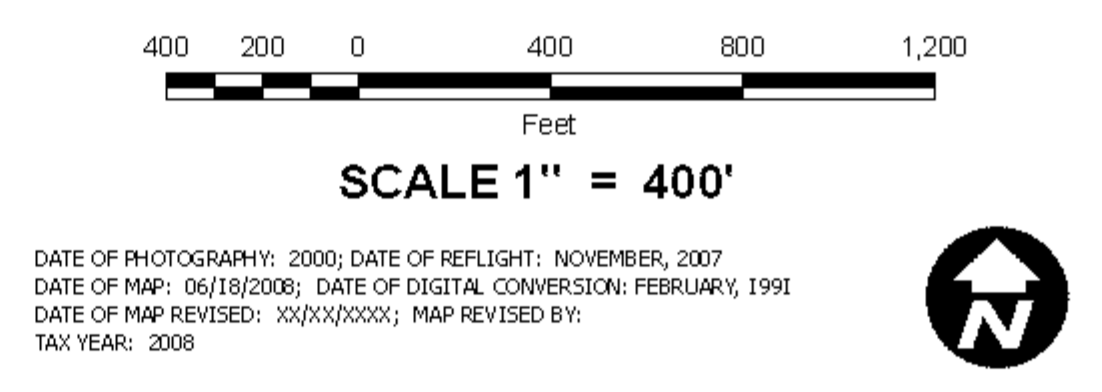 400 200 0 400 800 1,200
Feet
SCALE 1" = 400'
DATE OF PHOTOGRAPHY: 2000; DATE OF REFLIGHT: NOVEMBER, 2007
DATE OF MAP: 06/18/2008; DATE OF DIGITAL CONVERSION: FEBRUARY, 1991
DATE OF MAP REVISED: XX/XX/XXXX; MAP REVISED BY:
TAX YEAR: 2008
N